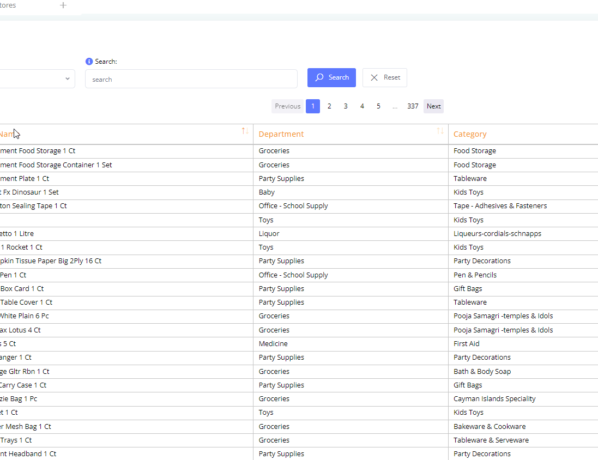 tores +
Search:
search Search Reset
Previous 1 2 3 4 5 ... 337 Next
Name Department Category
ment Food Storage 1 Ct Groceries Food Storage
ment Food Storage Container 1 Set Groceries Food Storage
ment Plate 1 Ct Party Supplies Tableware
t Fx Dinosaur 1 Set Baby Kids Toys
ton Sealing Tape 1 Ct Office - School Supply Tape - Adhesives & Fasteners
Toys Kids Toys
etto 1 Litre Liquor Liqueurs-cordials-schnapps
1 Rocket 1 Ct Toys Kids Toys
pkin Tissue Paper Big 2Ply 16 Ct Party Supplies Party Decorations
Pen 1 Ct Office - School Supply Pen & Pencils
Box Card 1 Ct Party Supplies Gift Bags
Table Cover 1 Ct Party Supplies Tableware
White Plain 6 Pc Groceries Pooja Samagri -temples & Idols
ax Lotus 4 Ct Groceries Pooja Samagri -temples & Idols
s 5 Ct Medicine First Aid
anger 1 Ct Party Supplies Party Decorations
ge Gltr Rbn 1 Ct Groceries Bath & Body Soap
Carry Case 1 Ct Party Supplies Gift Bags
zie Bag 1 Pc Groceries Cayman Islands Speciality
et 1 Ct Toys Kids Toys
er Mesh Bag 1 Ct Groceries Bakeware & Cookware
Trays 1 Ct Groceries Tableware & Serveware
nt Headband 1 Ct Party Supplies Party Decorations